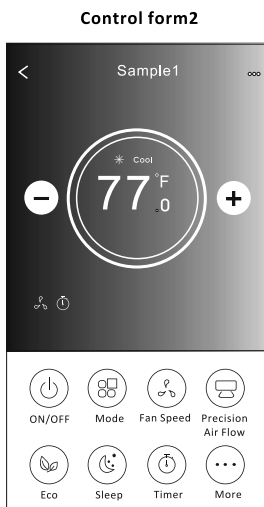 Control form2
Sample1
Cool
77.0 °F
ON/OFF
Mode
Fan Speed
Precision Air Flow
Eco
Sleep
Timer
More